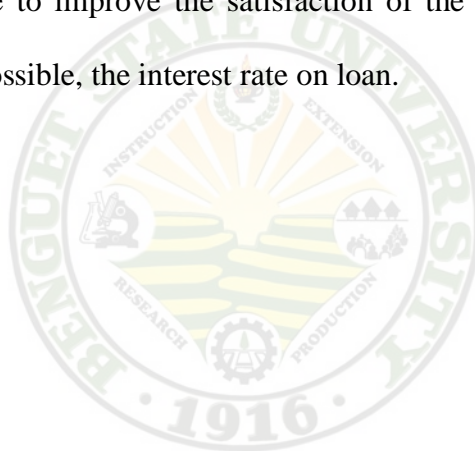 e to improve the satisfaction of the
ossible, the interest rate on loan.
BENGUET STATE UNIVERSITY
INSTRUCTION
EXTENSION
RESEARCH
PRODUCTION
· 1916 ·